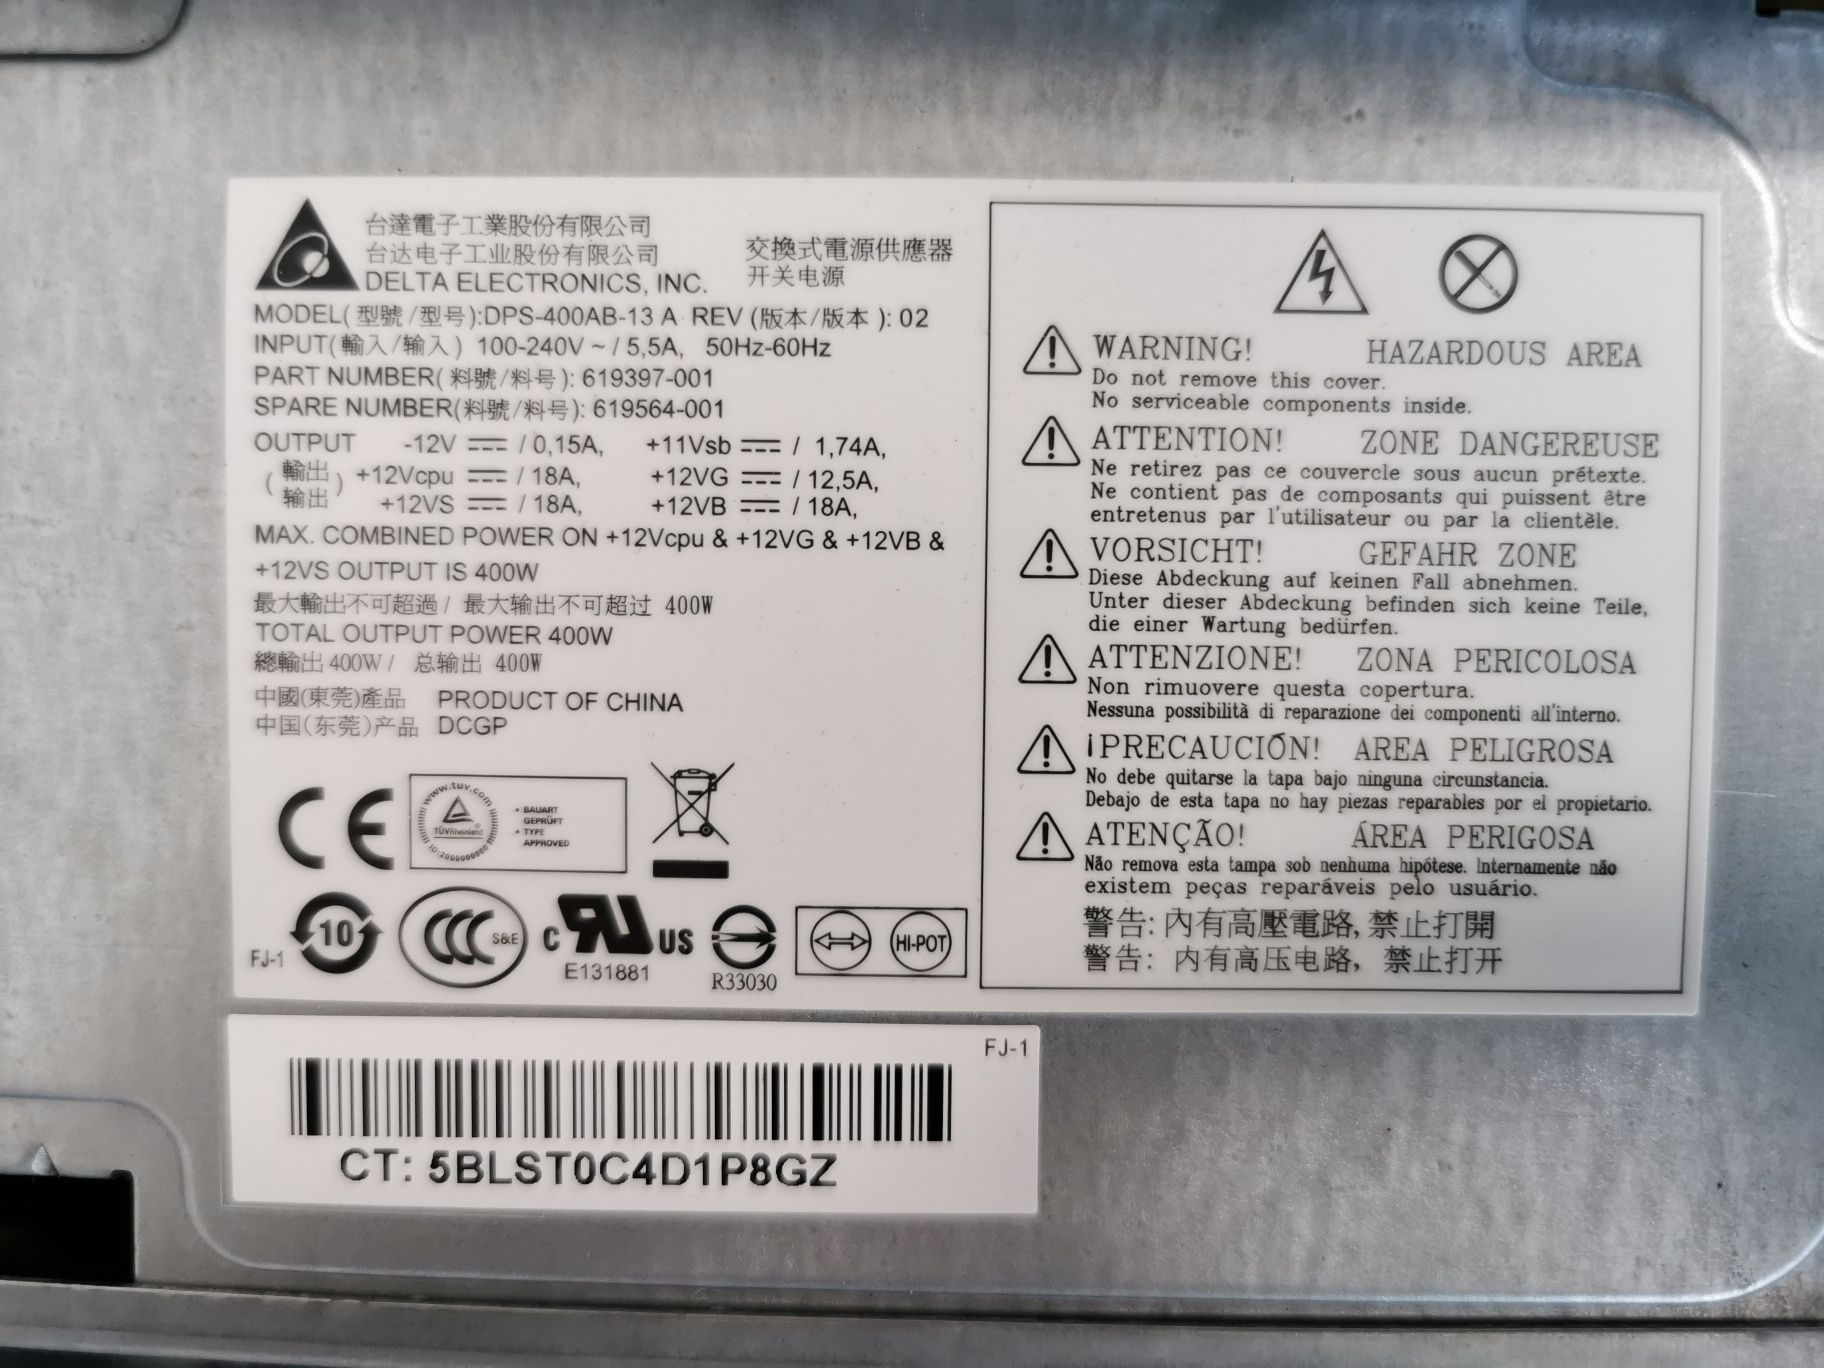 台達電子工業股份有限公司
台达电子工业股份有限公司
DELTA ELECTRONICS, INC.
交換式電源供應器
开关电源
MODEL(型號/型号):DPS-400AB-13 A REV (版本/版本): 02
INPUT(輸入/输入) 100-240V ~ / 5,5A, 50Hz-60Hz
PART NUMBER(料號/料号): 619397-001
SPARE NUMBER(料號/料号): 619564-001
OUTPUT -12V ⎓ / 0,15A, +11Vsb ⎓ / 1,74A,
(輸出 输出) +12Vcpu ⎓ / 18A, +12VG ⎓ / 12,5A,
+12VS ⎓ / 18A, +12VB ⎓ / 18A,
MAX. COMBINED POWER ON +12Vcpu & +12VG & +12VB &
+12VS OUTPUT IS 400W
最大輸出不可超過 / 最大输出不可超过 400W
TOTAL OUTPUT POWER 400W
總輸出 400W / 总输出 400W
中國(東莞)產品 PRODUCT OF CHINA
中国(东莞)产品 DCGP
CE
www.tuv.com
TÜVRheinland
ID:2000000000
• BAUART
GEPRÜFT
• TYPE
APPROVED
FJ-1
10
CCC S&E
c RU US
E131881
R33030
HI-POT
WARNING! HAZARDOUS AREA
Do not remove this cover.
No serviceable components inside.
ATTENTION! ZONE DANGEREUSE
Ne retirez pas ce couvercle sous aucun prétexte.
Ne contient pas de composants qui puissent être
entretenus par l'utilisateur ou par la clientèle.
VORSICHT! GEFAHR ZONE
Diese Abdeckung auf keinen Fall abnehmen.
Unter dieser Abdeckung befinden sich keine Teile,
die einer Wartung bedürfen.
ATTENZIONE! ZONA PERICOLOSA
Non rimuovere questa copertura.
Nessuna possibilità di reparazione dei componenti all'interno.
¡PRECAUCIÓN! AREA PELIGROSA
No debe quitarse la tapa bajo ninguna circunstancia.
Debajo de esta tapa no hay piezas reparables por el propietario.
ATENÇÃO! ÁREA PERIGOSA
Não remova esta tampa sob nenhuma hipótese. Internamente não
existem peças reparáveis pelo usuário.
警告: 內有高壓電路, 禁止打開
警告: 内有高压电路, 禁止打开
FJ-1
CT: 5BLST0C4D1P8GZ